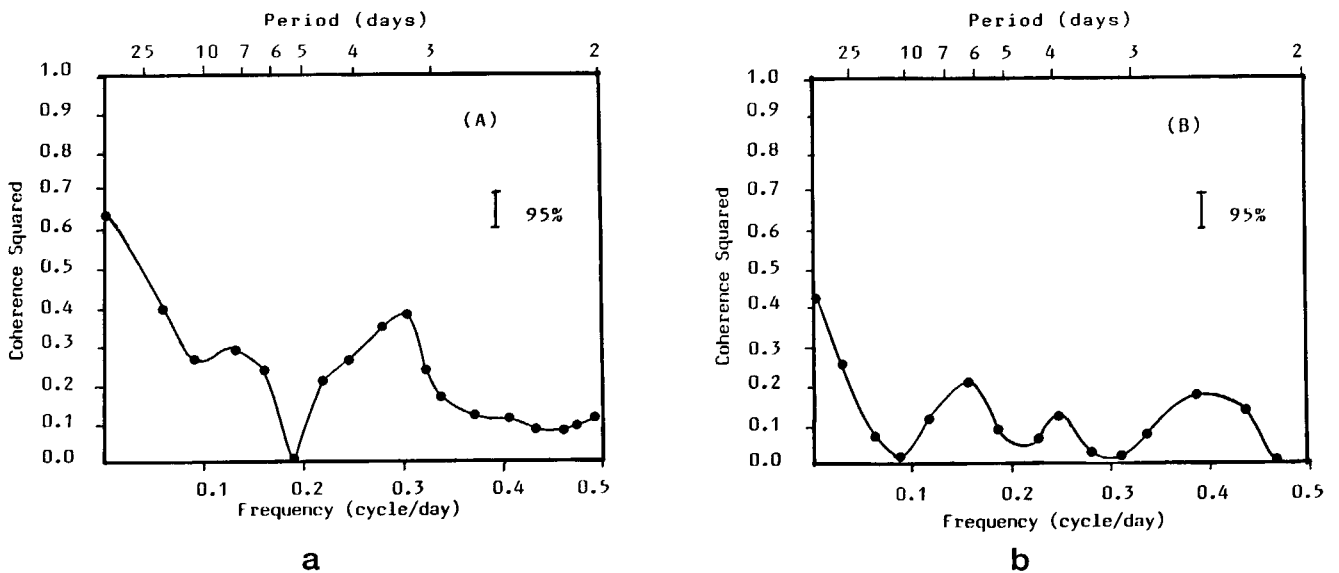 Period (days)
25 10 7 6 5 4 3 2
1.0
0.9
0.8
0.7
0.6
0.5
0.4
0.3
0.2
0.1
0.0
Coherence Squared
(A)
95%
0.1 0.2 0.3 0.4 0.5
Frequency (cycle/day)
a
Period (days)
25 10 7 6 5 4 3 2
1.0
0.9
0.8
0.7
0.6
0.5
0.4
0.3
0.2
0.1
0.0
Coherence Squared
(B)
95%
0.1 0.2 0.3 0.4 0.5
Frequency (cycle/day)
b